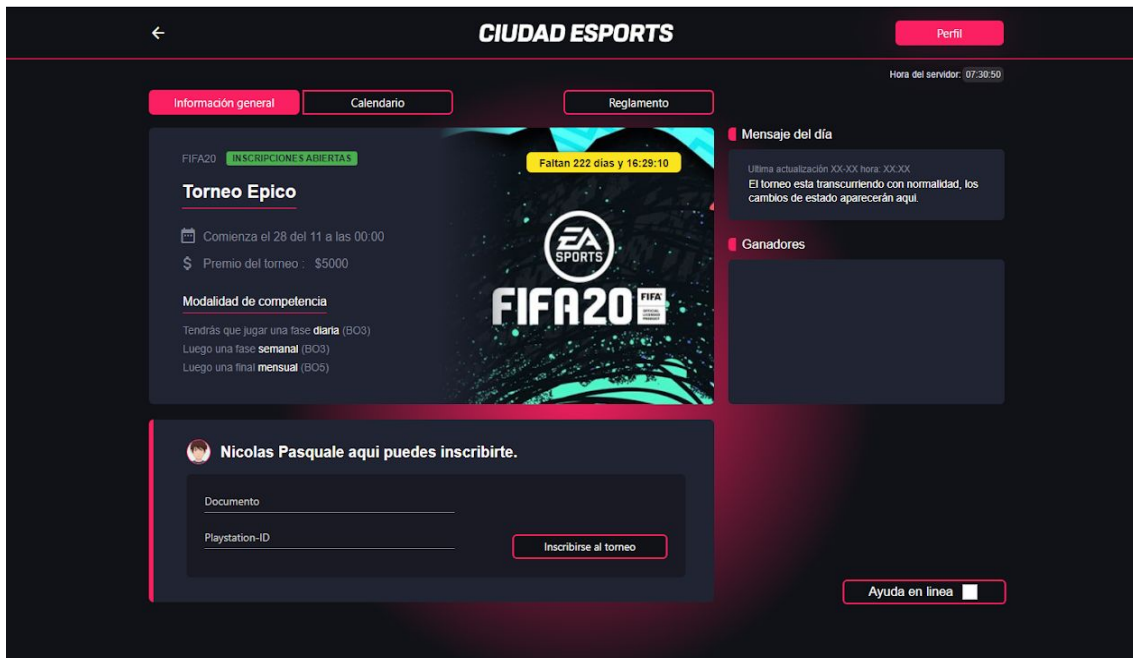 CIUDAD ESPORTS
Perfil
Hora del servidor: 07:30:50
Información general
Calendario
Reglamento
FIFA20 INSCRIPCIONES ABIERTAS
Faltan 222 dias y 16:29:10
Torneo Epico
Comienza el 28 del 11 a las 00:00
$ Premio del torneo : $5000
Modalidad de competencia
Tendrás que jugar una fase diaria (BO3)
Luego una fase semanal (BO3)
Luego una final mensual (BO5)
EA
SPORTS
FIFA20
FIFA
Mensaje del día
Ultima actualización XX-XX hora: XX:XX
El torneo esta transcurriendo con normalidad, los
cambios de estado aparecerán aqui.
Ganadores
Nicolas Pasquale aqui puedes inscribirte.
Documento
Playstation-ID
Inscribirse al torneo
Ayuda en linea